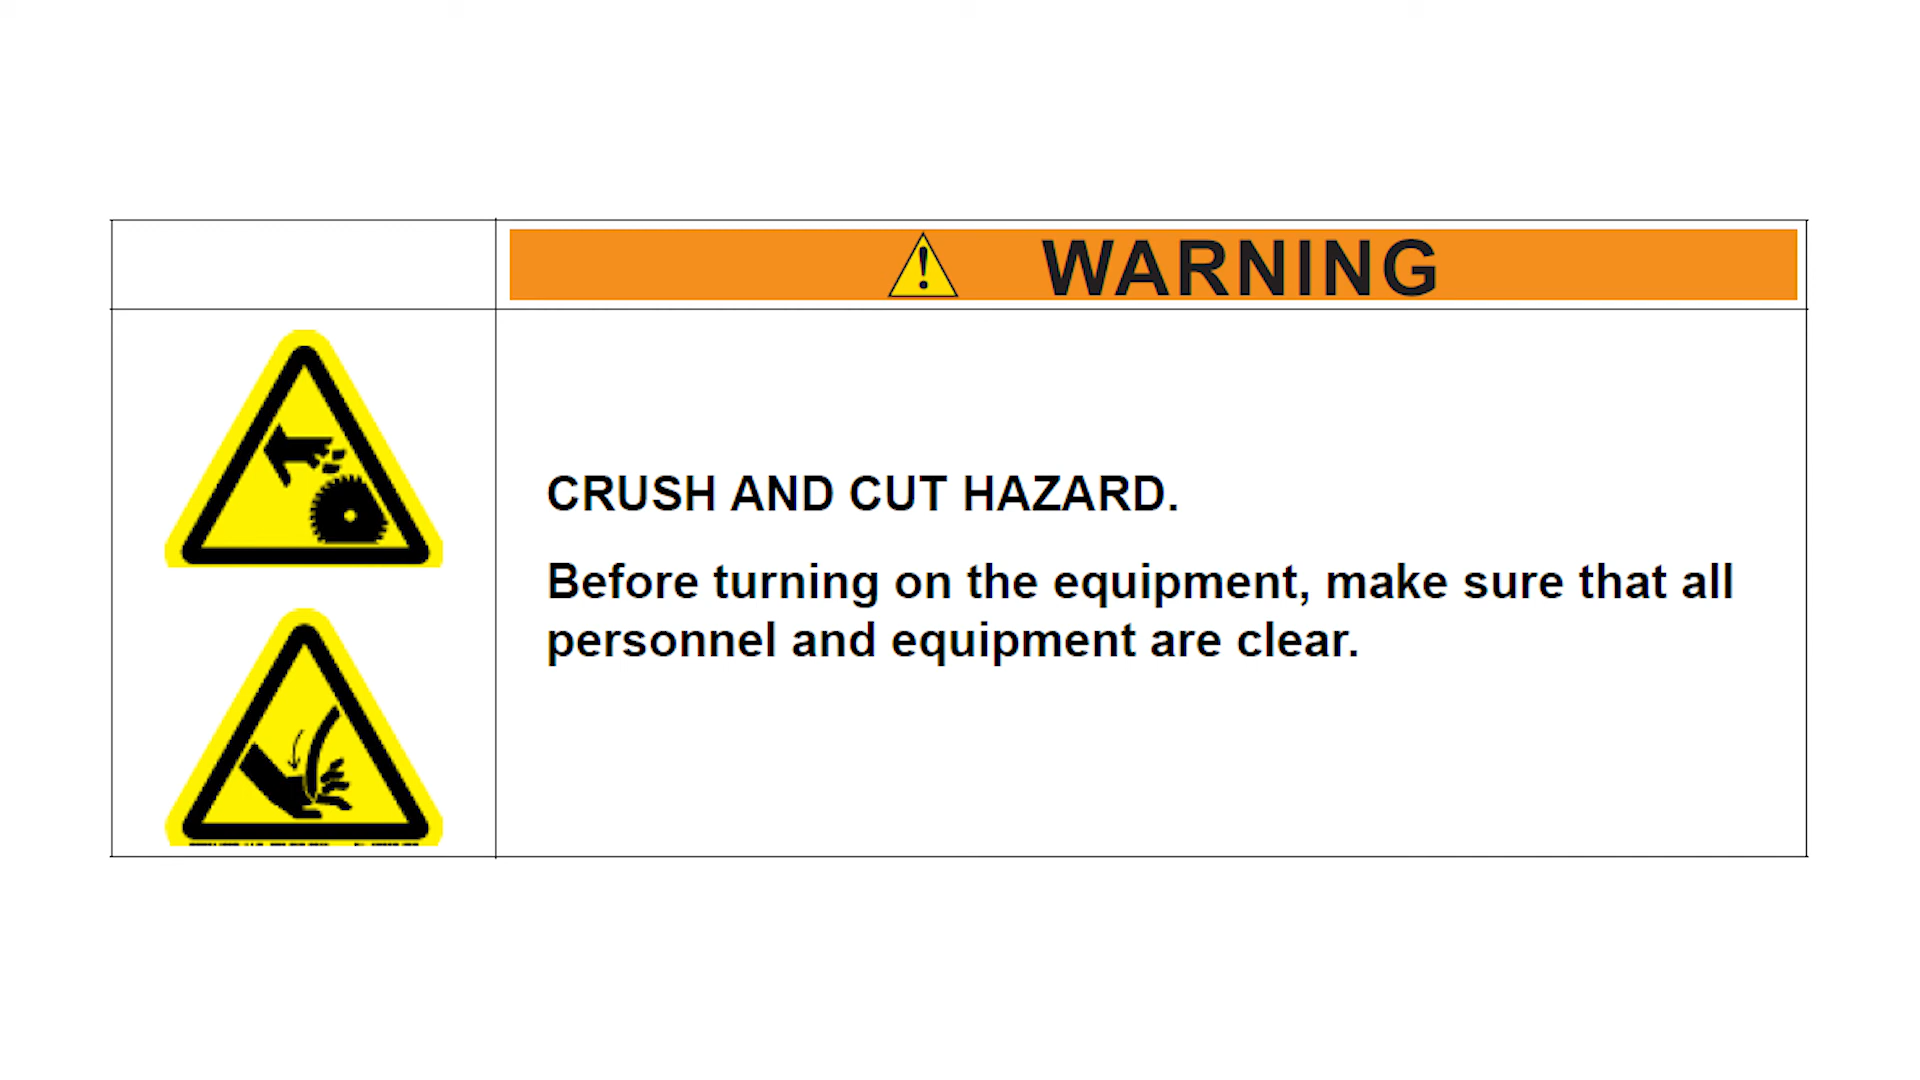 WARNING
CRUSH AND CUT HAZARD.
Before turning on the equipment, make sure that all
personnel and equipment are clear.